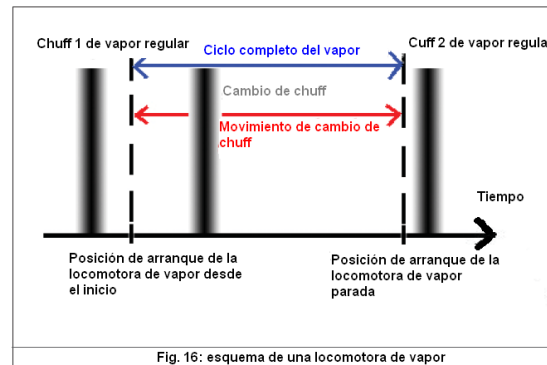 Chuff 1 de vapor regular
Ciclo completo del vapor
Cuff 2 de vapor regula
Cambio de chuff
Movimiento de cambio de
chuff
Tiempo
Posición de arranque de la
locomotora de vapor desde
el inicio
Posición de arranque de la
locomotora de vapor
parada
Fig. 16: esquema de una locomotora de vapor